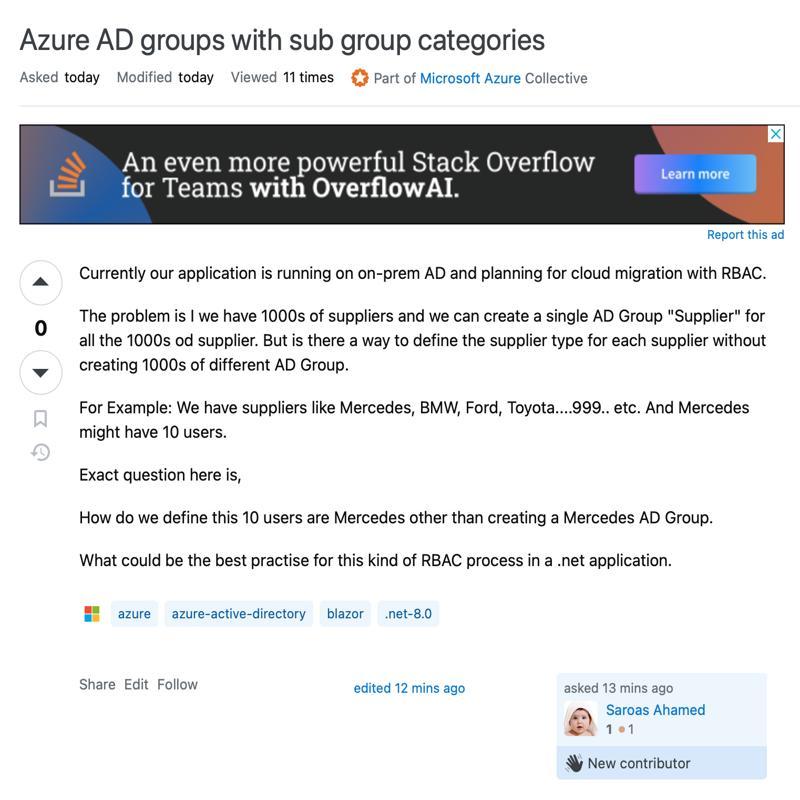 Azure AD groups with sub group categories
Asked today Modified today Viewed 11 times Part of Microsoft Azure Collective
An even more powerful Stack Overflow
for Teams with OverflowAI.
Learn more
Report this ad
Currently our application is running on on-prem AD and planning for cloud migration with RBAC.
0
The problem is I we have 1000s of suppliers and we can create a single AD Group "Supplier" for
all the 1000s od supplier. But is there a way to define the supplier type for each supplier without
creating 1000s of different AD Group.
For Example: We have suppliers like Mercedes, BMW, Ford, Toyota....999.. etc. And Mercedes
might have 10 users.
Exact question here is,
How do we define this 10 users are Mercedes other than creating a Mercedes AD Group.
What could be the best practise for this kind of RBAC process in a .net application.
azure azure-active-directory blazor .net-8.0
Share Edit Follow
edited 12 mins ago
asked 13 mins ago
Saroas Ahamed
1 1
New contributor